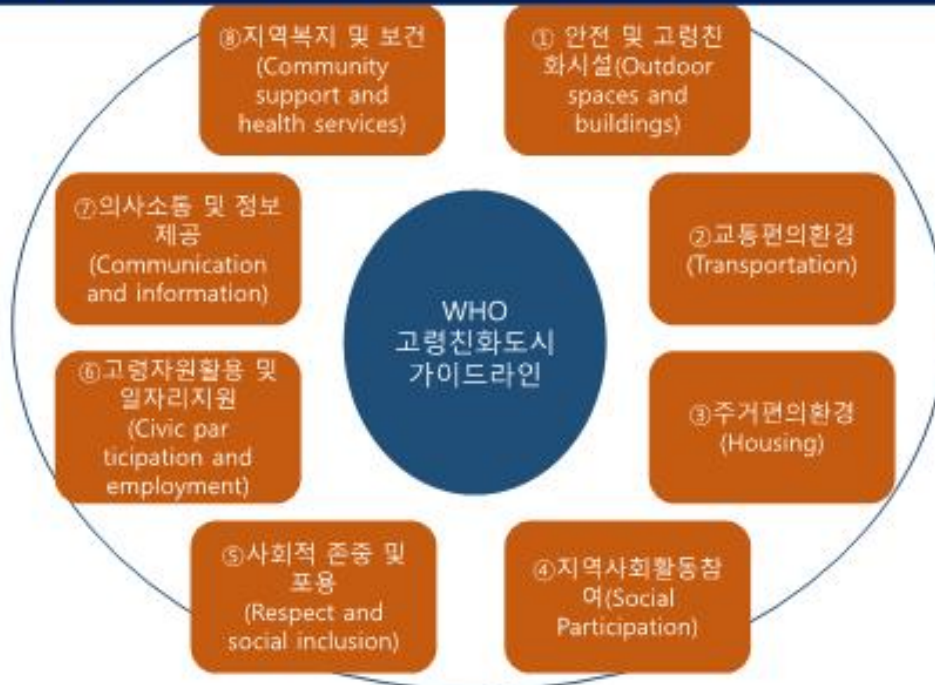 WHO
고령친화도시
가이드라인
① 안전 및 고령친
화시설(Outdoor
spaces and
buildings)
②교통편의환경
(Transportation)
③주거편의환경
(Housing)
④지역사회활동참
여(Social
Participation)
⑤사회적 존중 및
포용
(Respect and
social inclusion)
⑥고령자원활용 및
일자리지원
(Civic par
ticipation and
employment)
⑦의사소통 및 정보
제공
(Communication
and information)
⑧지역복지 및 보건
(Community
support and
health services)